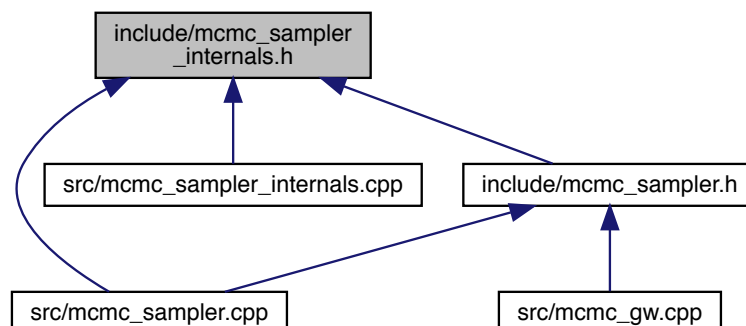 include/mcmc_sampler
_internals.h
src/mcmc_sampler_internals.cpp
include/mcmc_sampler.h
src/mcmc_sampler.cpp
src/mcmc_gw.cpp